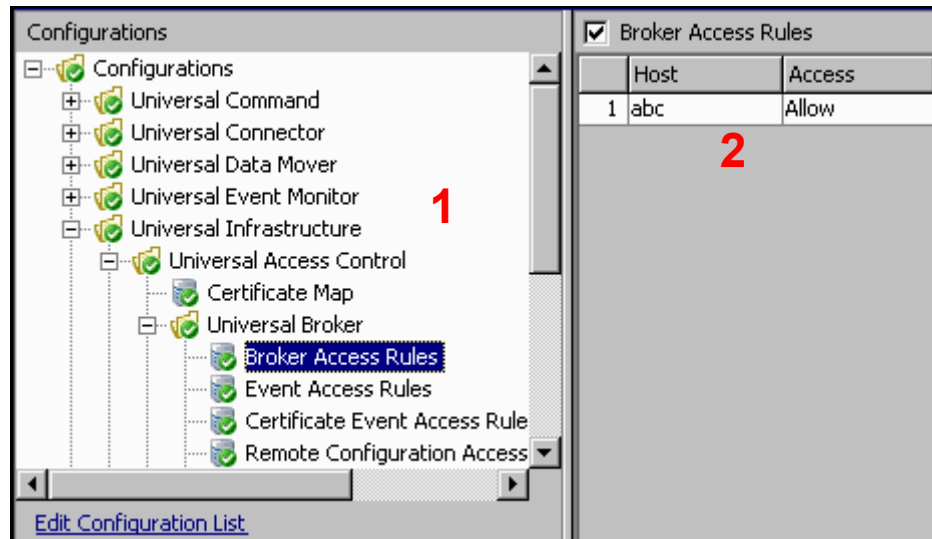 Configurations
Configurations
Universal Command
Universal Connector
Universal Data Mover
Universal Event Monitor
Universal Infrastructure
Universal Access Control
Certificate Map
Universal Broker
Broker Access Rules
Event Access Rules
Certificate Event Access Rule
Remote Configuration Access
Edit Configuration List
1
Broker Access Rules
Host Access
1 abc Allow
2